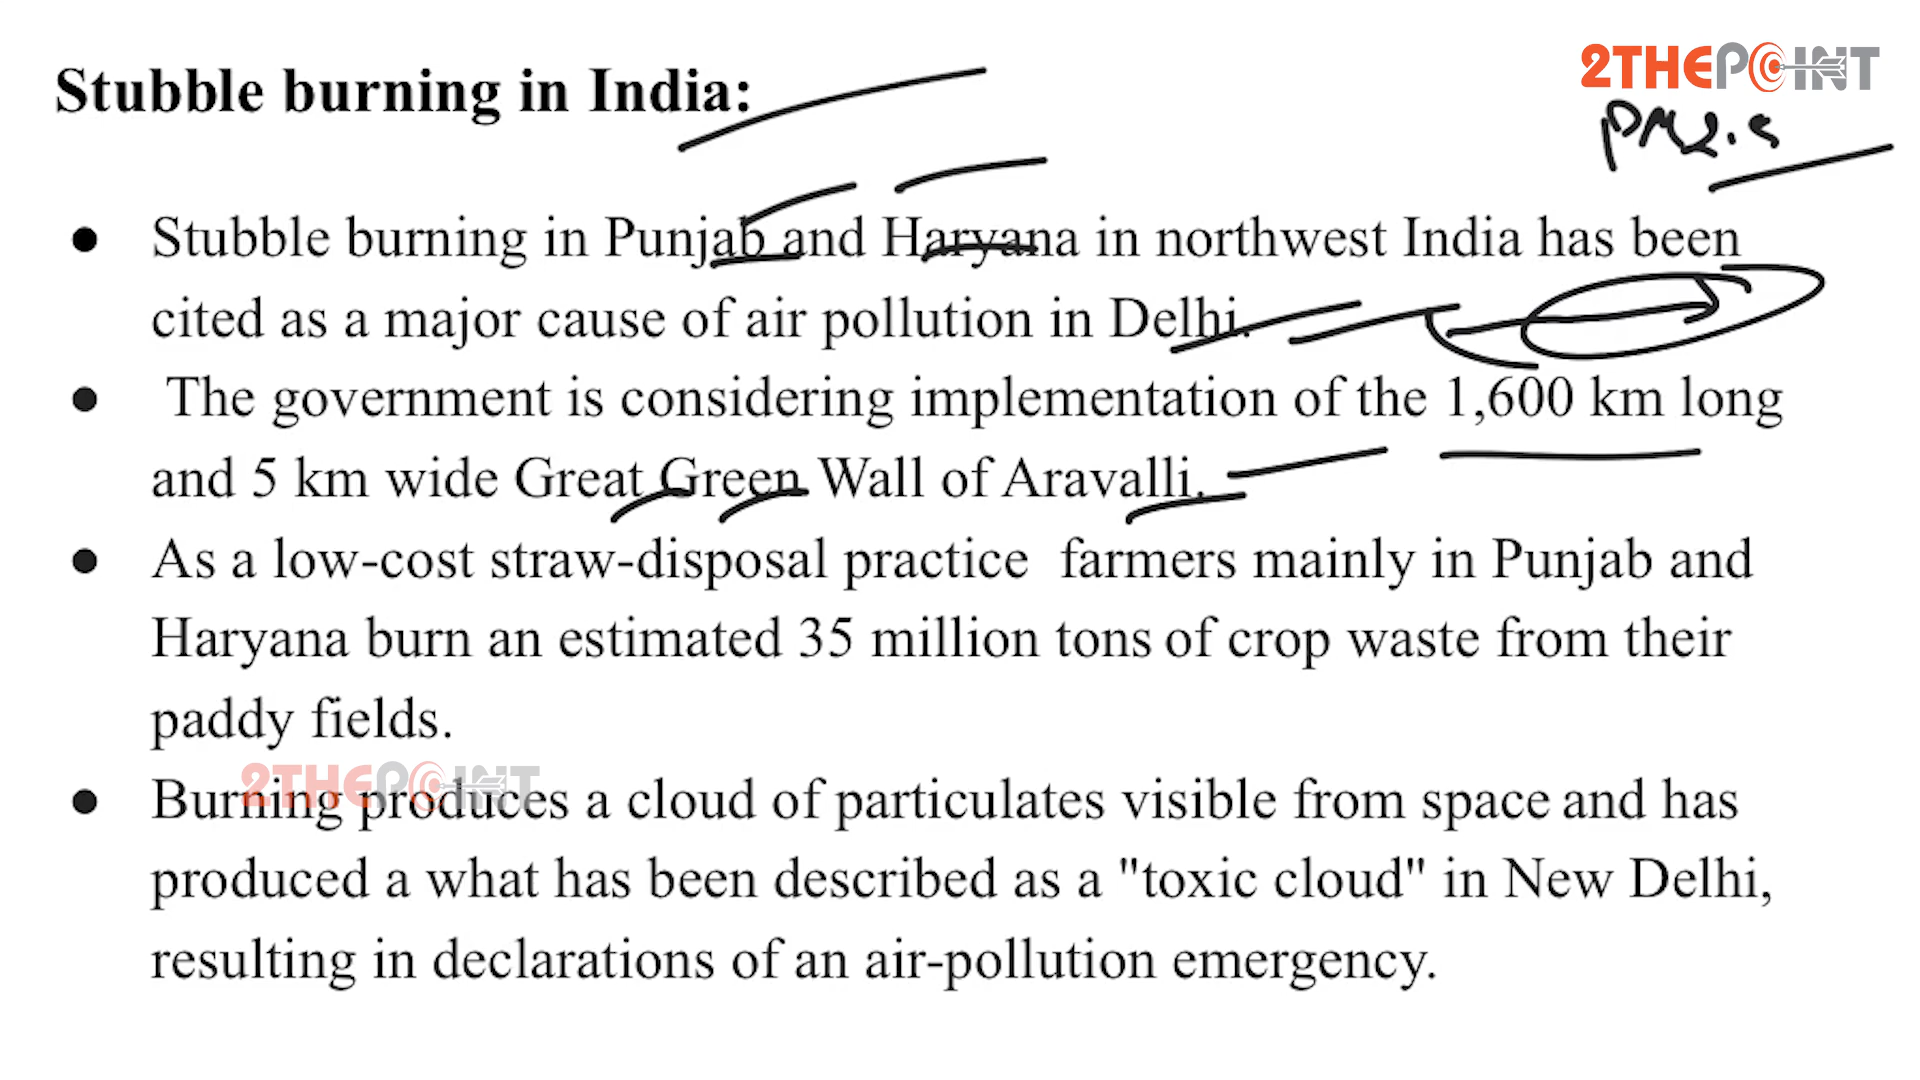 2THEPOINT
Stubble burning in India:
PM2.5
● Stubble burning in Punjab and Haryana in northwest India has been
cited as a major cause of air pollution in Delhi.
● The government is considering implementation of the 1,600 km long
and 5 km wide Great Green Wall of Aravalli.
● As a low-cost straw-disposal practice farmers mainly in Punjab and
Haryana burn an estimated 35 million tons of crop waste from their
paddy fields.
2THEPOINT
● Burning produces a cloud of particulates visible from space and has
produced a what has been described as a "toxic cloud" in New Delhi,
resulting in declarations of an air-pollution emergency.